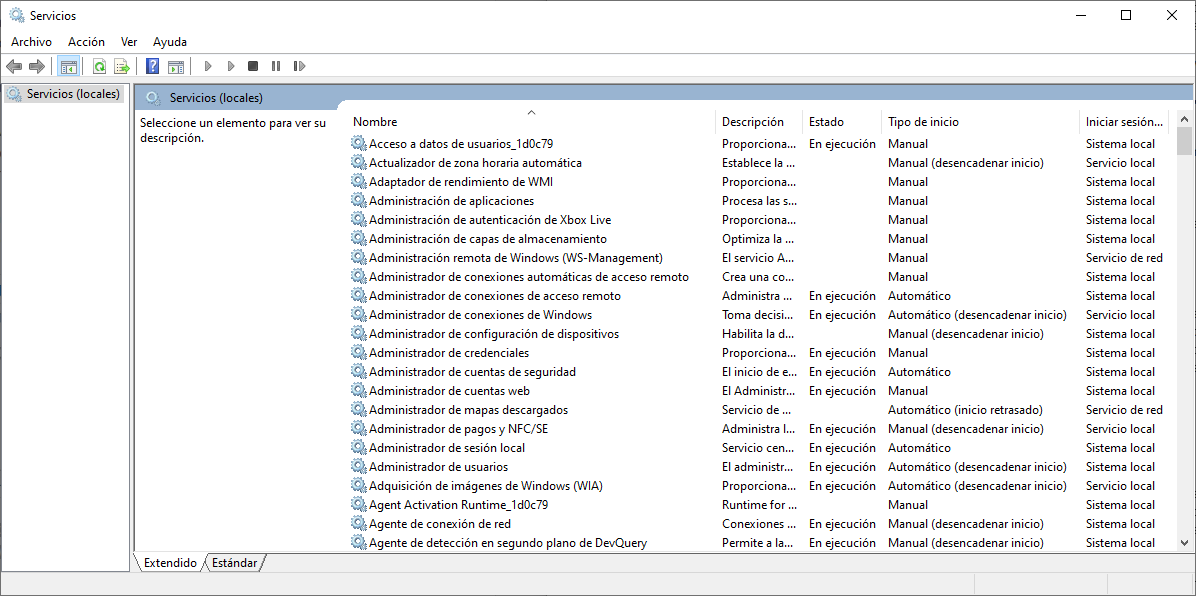 Servicios
Archivo Acción Ver Ayuda
Servicios (locales)
Servicios (locales)
Seleccione un elemento para ver su
descripción.
Nombre Descripción Estado Tipo de inicio Iniciar sesión...
Acceso a datos de usuarios_1d0c79 Proporciona... En ejecución Manual Sistema local
Actualizador de zona horaria automática Establece la ... Manual (desencadenar inicio) Servicio local
Adaptador de rendimiento de WMI Proporciona... Manual Sistema local
Administración de aplicaciones Procesa las s... Manual Sistema local
Administración de autenticación de Xbox Live Proporciona... Manual Sistema local
Administración de capas de almacenamiento Optimiza la ... Manual Sistema local
Administración remota de Windows (WS-Management) El servicio A... Manual Servicio de red
Administrador de conexiones automáticas de acceso remoto Crea una co... Manual Sistema local
Administrador de conexiones de acceso remoto Administra ... En ejecución Automático Sistema local
Administrador de conexiones de Windows Toma decisi... En ejecución Automático (desencadenar inicio) Servicio local
Administrador de configuración de dispositivos Habilita la d... Manual (desencadenar inicio) Sistema local
Administrador de credenciales Proporciona... En ejecución Manual Sistema local
Administrador de cuentas de seguridad El inicio de e... En ejecución Automático Sistema local
Administrador de cuentas web El Administr... En ejecución Manual Sistema local
Administrador de mapas descargados Servicio de ... Automático (inicio retrasado) Servicio de red
Administrador de pagos y NFC/SE Administra l... En ejecución Manual (desencadenar inicio) Servicio local
Administrador de sesión local Servicio cen... En ejecución Automático Sistema local
Administrador de usuarios El administr... En ejecución Automático (desencadenar inicio) Sistema local
Adquisición de imágenes de Windows (WIA) Proporciona... En ejecución Automático (desencadenar inicio) Servicio local
Agent Activation Runtime_1d0c79 Runtime for ... Manual Sistema local
Agente de conexión de red Conexiones ... En ejecución Manual (desencadenar inicio) Sistema local
Agente de detección en segundo plano de DevQuery Permite a la... En ejecución Manual (desencadenar inicio) Sistema local
Extendido Estándar